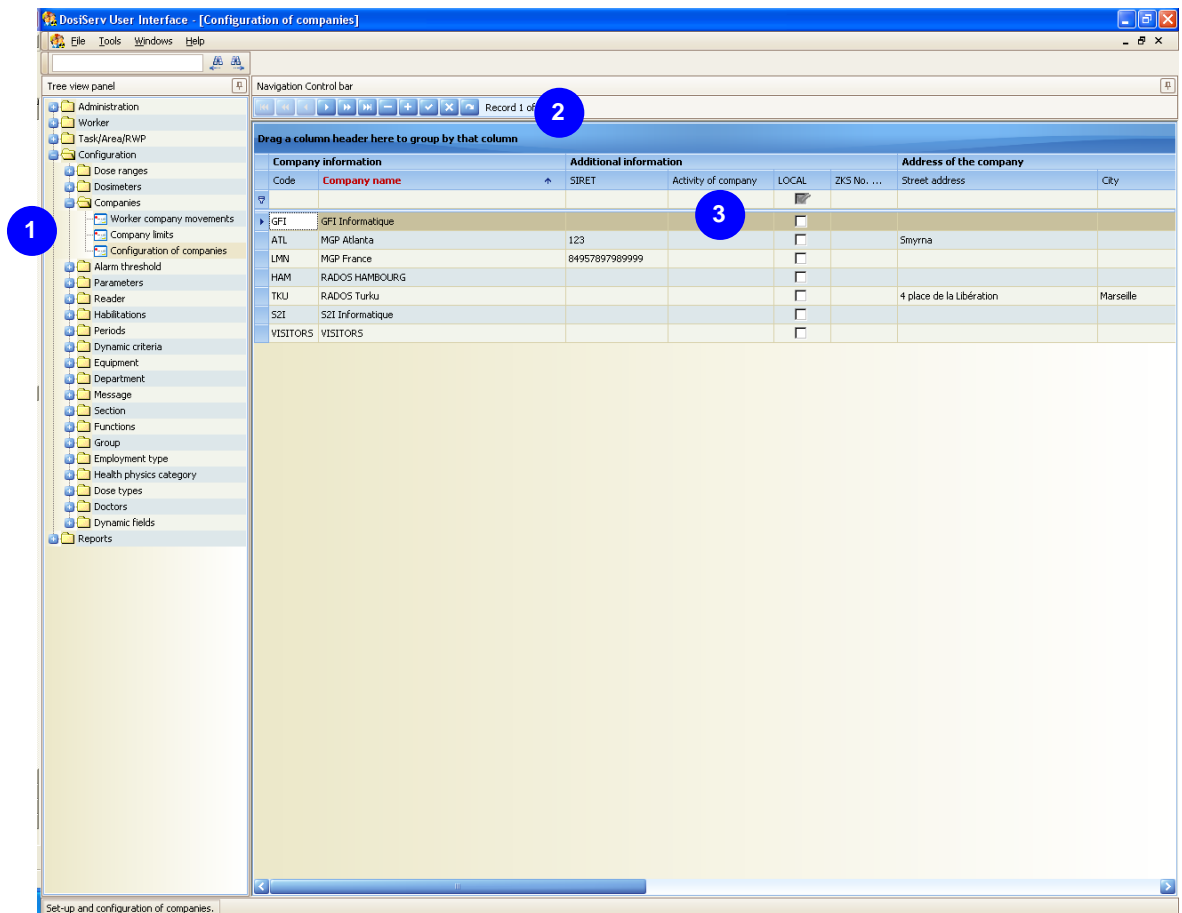 DosiServ User Interface - [Configuration of companies]
File Tools Windows Help
Tree view panel
Administration
Worker
Task/Area/RWP
Configuration
Dose ranges
Dosimeters
Companies
Worker company movements
Company limits
Configuration of companies
Alarm threshold
Parameters
Reader
Habilitations
Periods
Dynamic criteria
Equipment
Department
Message
Section
Functions
Group
Employment type
Health physics category
Dose types
Doctors
Dynamic fields
Reports
1
Navigation Control bar
Record 1 of
2
Drag a column header here to group by that column
Company information Additional information Address of the company
Code Company name SIRET Activity of company LOCAL ZKS No. ... Street address City
3
GFI GFI Informatique
ATL MGP Atlanta 123 Smyrna
LMN MGP France 84957897989999
HAM RADOS HAMBOURG
TKU RADOS Turku 4 place de la Libération Marseille
S2I S2I Informatique
VISITORS VISITORS
Set-up and configuration of companies.